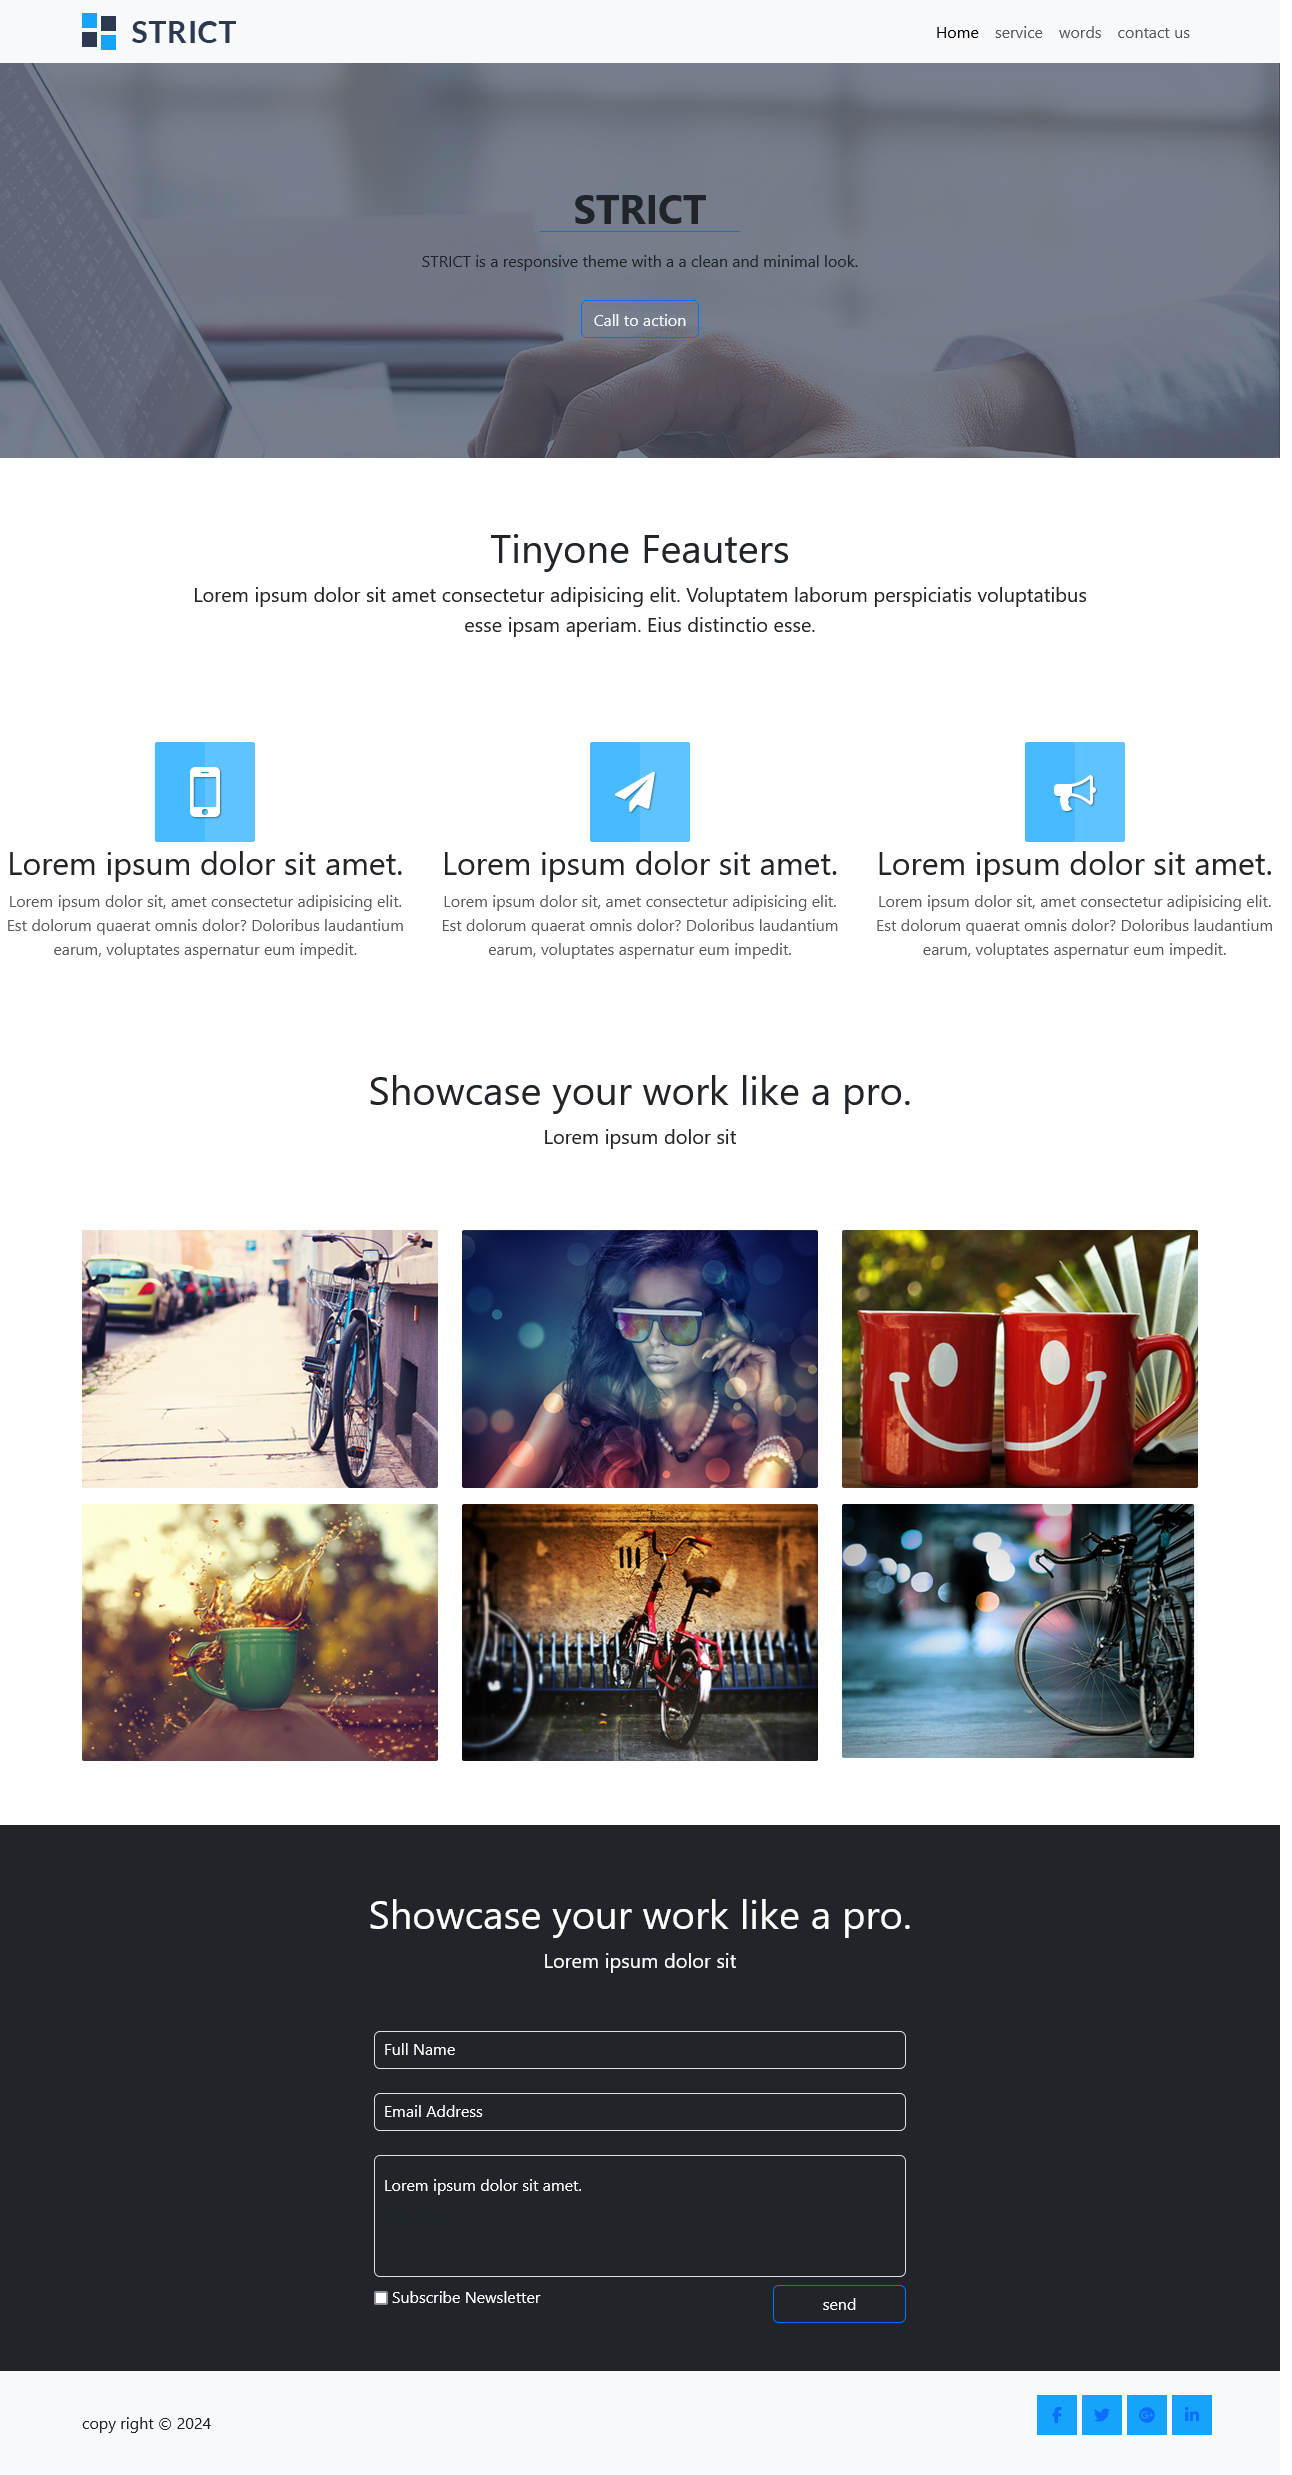 STRICT
Home service words contact us
STRICT
STRICT is a responsive theme with a a clean and minimal look.
Call to action
Tinyone Feauters
Lorem ipsum dolor sit amet consectetur adipisicing elit. Voluptatem laborum perspiciatis voluptatibus
esse ipsam aperiam. Eius distinctio esse.
Lorem ipsum dolor sit amet.
Lorem ipsum dolor sit, amet consectetur adipisicing elit.
Est dolorum quaerat omnis dolor? Doloribus laudantium
earum, voluptates aspernatur eum impedit.
Lorem ipsum dolor sit amet.
Lorem ipsum dolor sit, amet consectetur adipisicing elit.
Est dolorum quaerat omnis dolor? Doloribus laudantium
earum, voluptates aspernatur eum impedit.
Lorem ipsum dolor sit amet.
Lorem ipsum dolor sit, amet consectetur adipisicing elit.
Est dolorum quaerat omnis dolor? Doloribus laudantium
earum, voluptates aspernatur eum impedit.
Showcase your work like a pro.
Lorem ipsum dolor sit
Showcase your work like a pro.
Lorem ipsum dolor sit
Full Name
Email Address
Lorem ipsum dolor sit amet.
Subscribe Newsletter
send
copy right © 2024